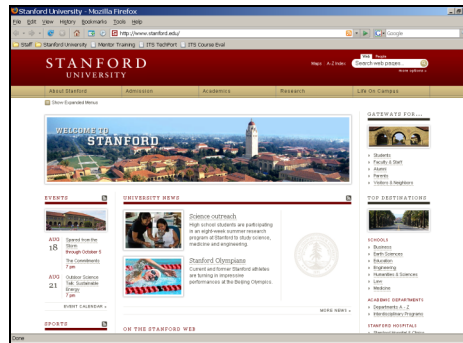 Stanford University - Mozilla Firefox
File Edit View History Bookmarks Tools Help
http://www.stanford.edu/
Google
Staff Stanford University Mentor Training ITS TechPort ITS Course Eval
STANFORD
UNIVERSITY
Maps A-Z Index
Web People
Search web pages...
more options
About Stanford Admission Academics Research Life On Campus
Show Expanded Menus
WELCOME TO
STANFORD
GATEWAYS FOR...
Students
Faculty & Staff
Alumni
Parents
Visitors & Neighbors
EVENTS
AUG
18
Spared from the
Storm
through October 5
The Commitments
7 pm
AUG
21
Outdoor Science
Talk: Sustainable
Energy
7 pm
EVENT CALENDAR »
SPORTS
UNIVERSITY NEWS
Science outreach
High school students are participating
in an eight-week summer research
program at Stanford to study science,
medicine and engineering.
Stanford Olympians
Current and former Stanford athletes
are turning in impressive
performances at the Beijing Olympics.
MORE NEWS »
ON THE STANFORD WEB
TOP DESTINATIONS
SCHOOLS
Business
Earth Sciences
Education
Engineering
Humanities & Sciences
Law
Medicine
ACADEMIC DEPARTMENTS
Departments A - Z
Interdisciplinary Programs
STANFORD HOSPITALS
Stanford Hospital & Clinics
Done